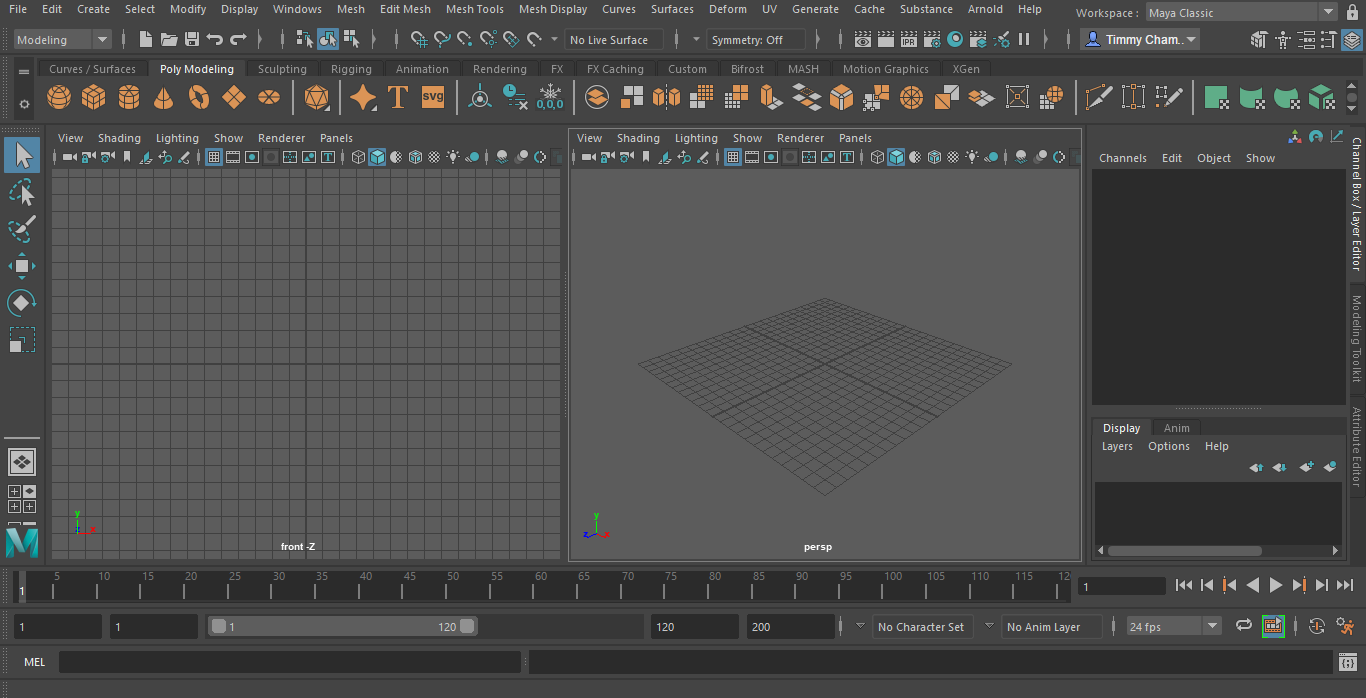 File Edit Create Select Modify Display Windows Mesh Edit Mesh Mesh Tools Mesh Display Curves Surfaces Deform UV Generate Cache Substance Arnold Help Workspace : Maya Classic
Modeling No Live Surface Symmetry: Off Timmy Cham..
Curves / Surfaces Poly Modeling Sculpting Rigging Animation Rendering FX FX Caching Custom Bifrost MASH Motion Graphics XGen
T SVG 0,0,0
View Shading Lighting Show Renderer Panels
View Shading Lighting Show Renderer Panels
Channels Edit Object Show
Channel Box / Layer Editor
Modeling Toolkit
Attribute Editor
Display Anim
Layers Options Help
y
z x
front -Z
y
z x
persp
1 5 10 15 20 25 30 35 40 45 50 55 60 65 70 75 80 85 90 95 100 105 110 115 12
1
1 1 1 120 120 200 No Character Set No Anim Layer 24 fps
MEL